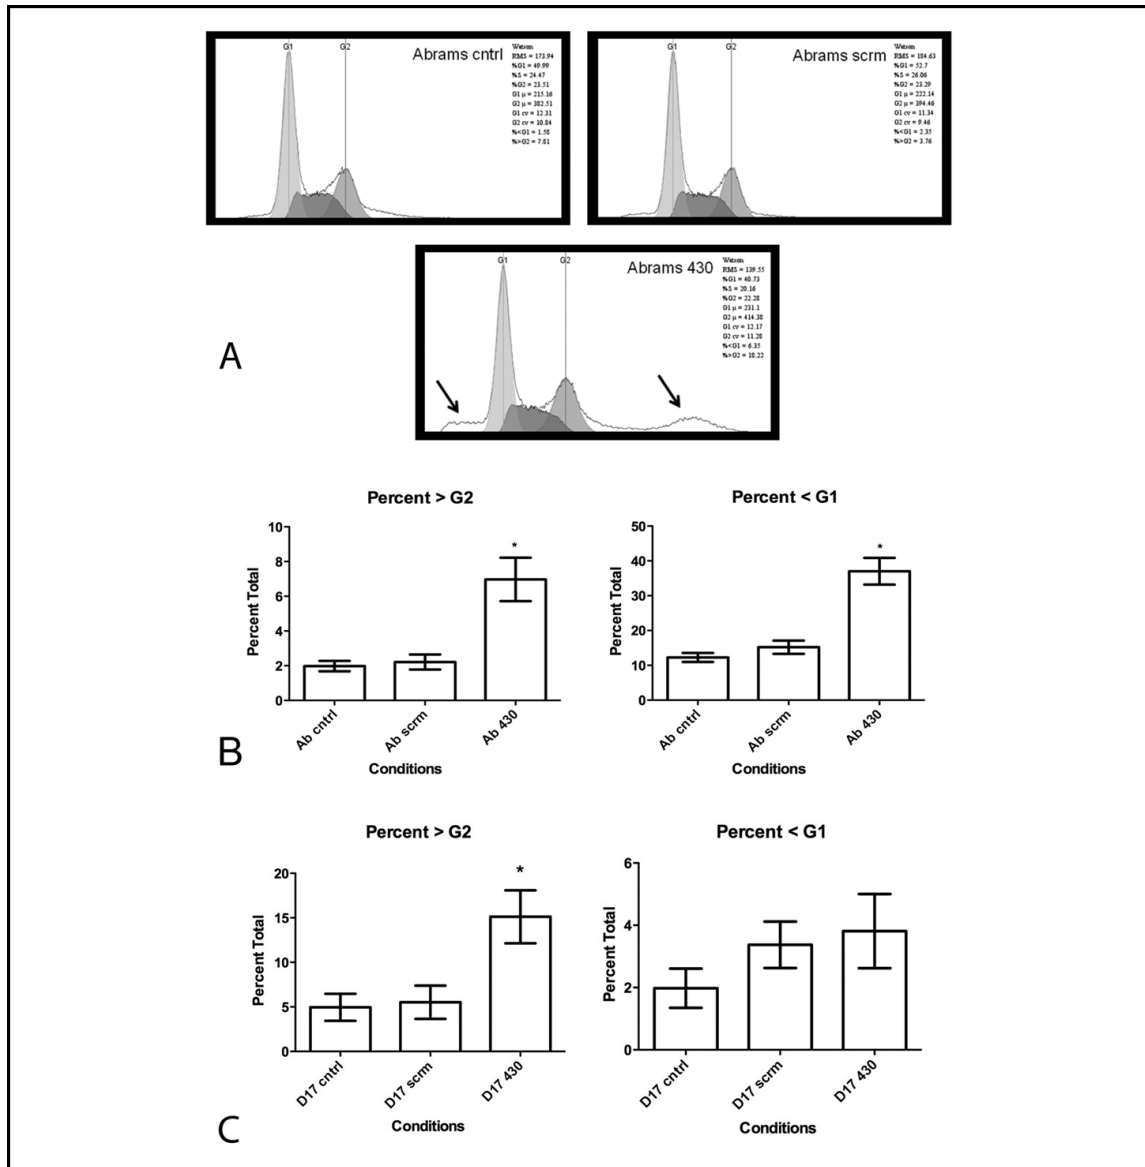 G1
G2
Abrams cntrl
Watson
RMS = 173.94
%G1 = 49.99
%S = 24.47
%G2 = 23.51
G1 μ = 215.16
G2 μ = 382.51
G1 cv = 12.31
G2 cv = 10.84
%<G1 = 1.58
%>G2 = 7.81
G1
G2
Abrams scrm
Watson
RMS = 184.63
%G1 = 52.7
%S = 26.06
%G2 = 23.29
G1 μ = 222.14
G2 μ = 394.46
G1 cv = 11.34
G2 cv = 9.46
%<G1 = 2.35
%>G2 = 3.76
G1
G2
Abrams 430
Watson
RMS = 139.55
%G1 = 40.73
%S = 20.16
%G2 = 22.28
G1 μ = 231.1
G2 μ = 414.38
G1 cv = 12.17
G2 cv = 11.28
%<G1 = 6.35
%>G2 = 10.22
A
Percent > G2
Percent Total
10
8
6
4
2
0
*
Ab cntrl
Ab scrm
Ab 430
Conditions
Percent < G1
Percent Total
50
40
30
20
10
0
*
Ab cntrl
Ab scrm
Ab 430
Conditions
B
Percent > G2
Percent Total
20
15
10
5
0
*
D17 cntrl
D17 scrm
D17 430
Conditions
Percent < G1
Percent Total
6
4
2
0
D17 cntrl
D17 scrm
D17 430
Conditions
C